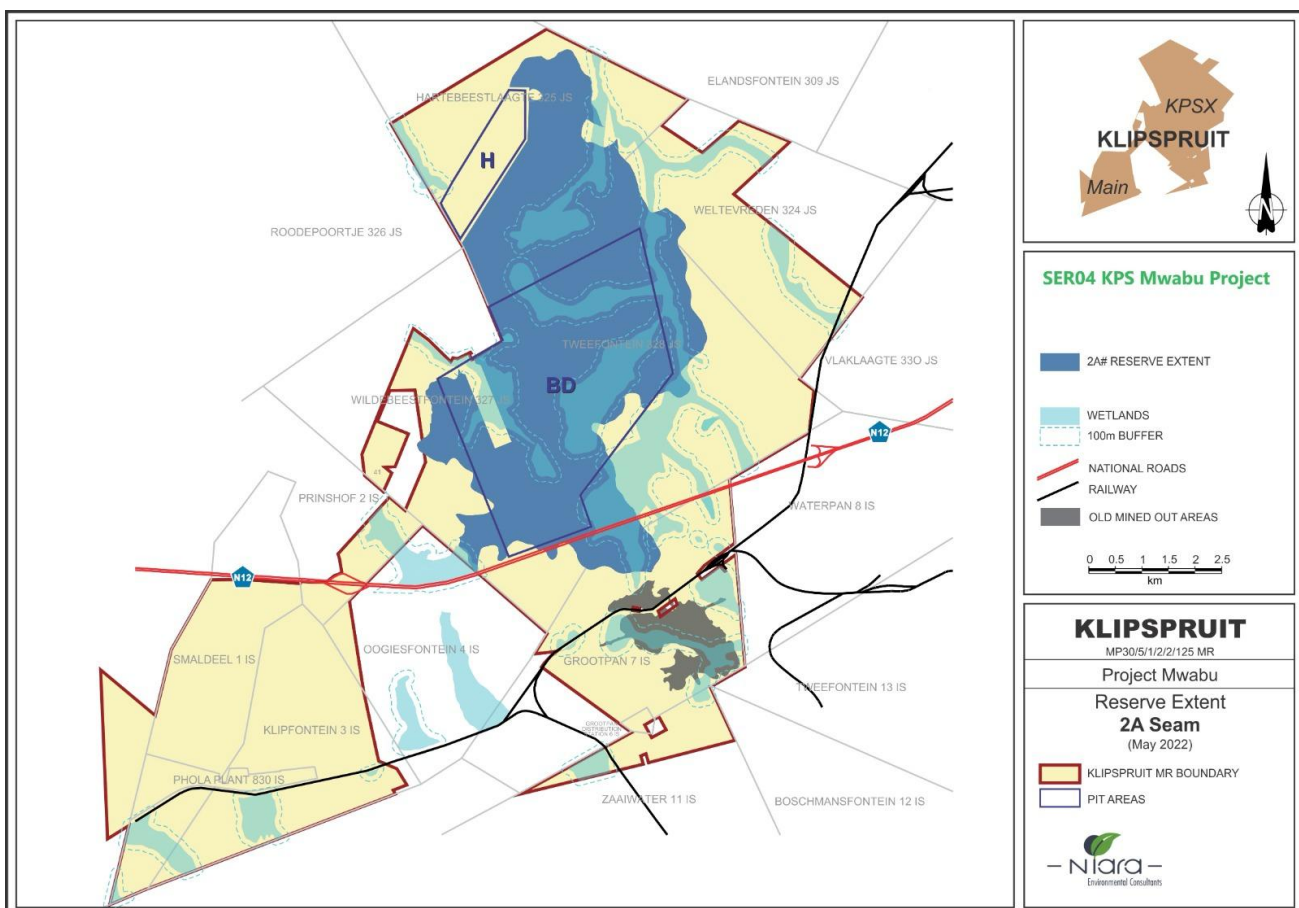 ELANDSFONTEIN 309 JS
HARTEBEESTLAAGTE 325 JS
H
WELTEVREDEN 324 JS
ROODEPOORTJE 326 JS
TWEEFONTEIN 328 JS
VLAKLAAGTE 33O JS
BD
WILDEBEESTFONTEIN 327 JS
N12
PRINSHOF 2 IS
WATERPAN 8 IS
N12
OOGIESFONTEIN 4 IS
SMALDEEL 1 IS
GROOTPAN 7 IS
TWEEFONTEIN 13 IS
KLIPFONTEIN 3 IS
PHOLA PLANT 830 IS
ZAAIWATER 11 IS
BOSCHMANSFONTEIN 12 IS
KPSX
KLIPSPRUIT
Main
N
SER04 KPS Mwabu Project
2A# RESERVE EXTENT
WETLANDS
100m BUFFER
NATIONAL ROADS
RAILWAY
OLD MINED OUT AREAS
0 0.5 1 1.5 2 2.5
km
KLIPSPRUIT
MP30/5/1/2/2/125 MR
Project Mwabu
Reserve Extent
2A Seam
(May 2022)
KLIPSPRUIT MR BOUNDARY
PIT AREAS
– Niara –
Environmental Consultants